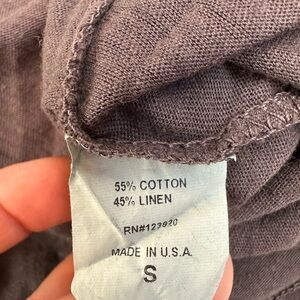 55% COTTON
45% LINEN
RN#123920
MADE IN U.S.A.
S